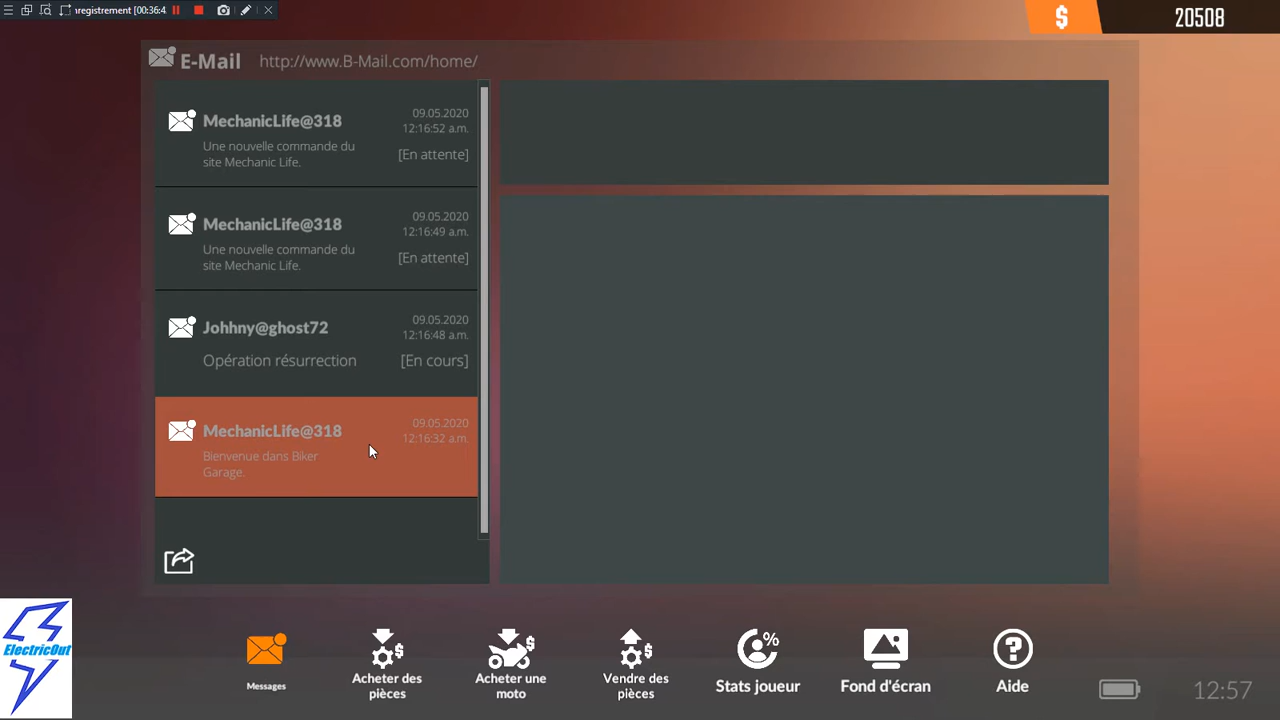 nregistrement [00:36:4
$ 20508
E-Mail http://www.B-Mail.com/home/
MechanicLife@318
09.05.2020
12:16:52 a.m.
Une nouvelle commande du
site Mechanic Life.
[En attente]
MechanicLife@318
09.05.2020
12:16:49 a.m.
Une nouvelle commande du
site Mechanic Life.
[En attente]
Johhny@ghost72
09.05.2020
12:16:48 a.m.
Opération résurrection
[En cours]
MechanicLife@318
09.05.2020
12:16:32 a.m.
Bienvenue dans Biker
Garage.
ElectricOut
Messages
Acheter des
pièces
Acheter une
moto
Vendre des
pièces
Stats joueur
Fond d'écran
Aide
12:57